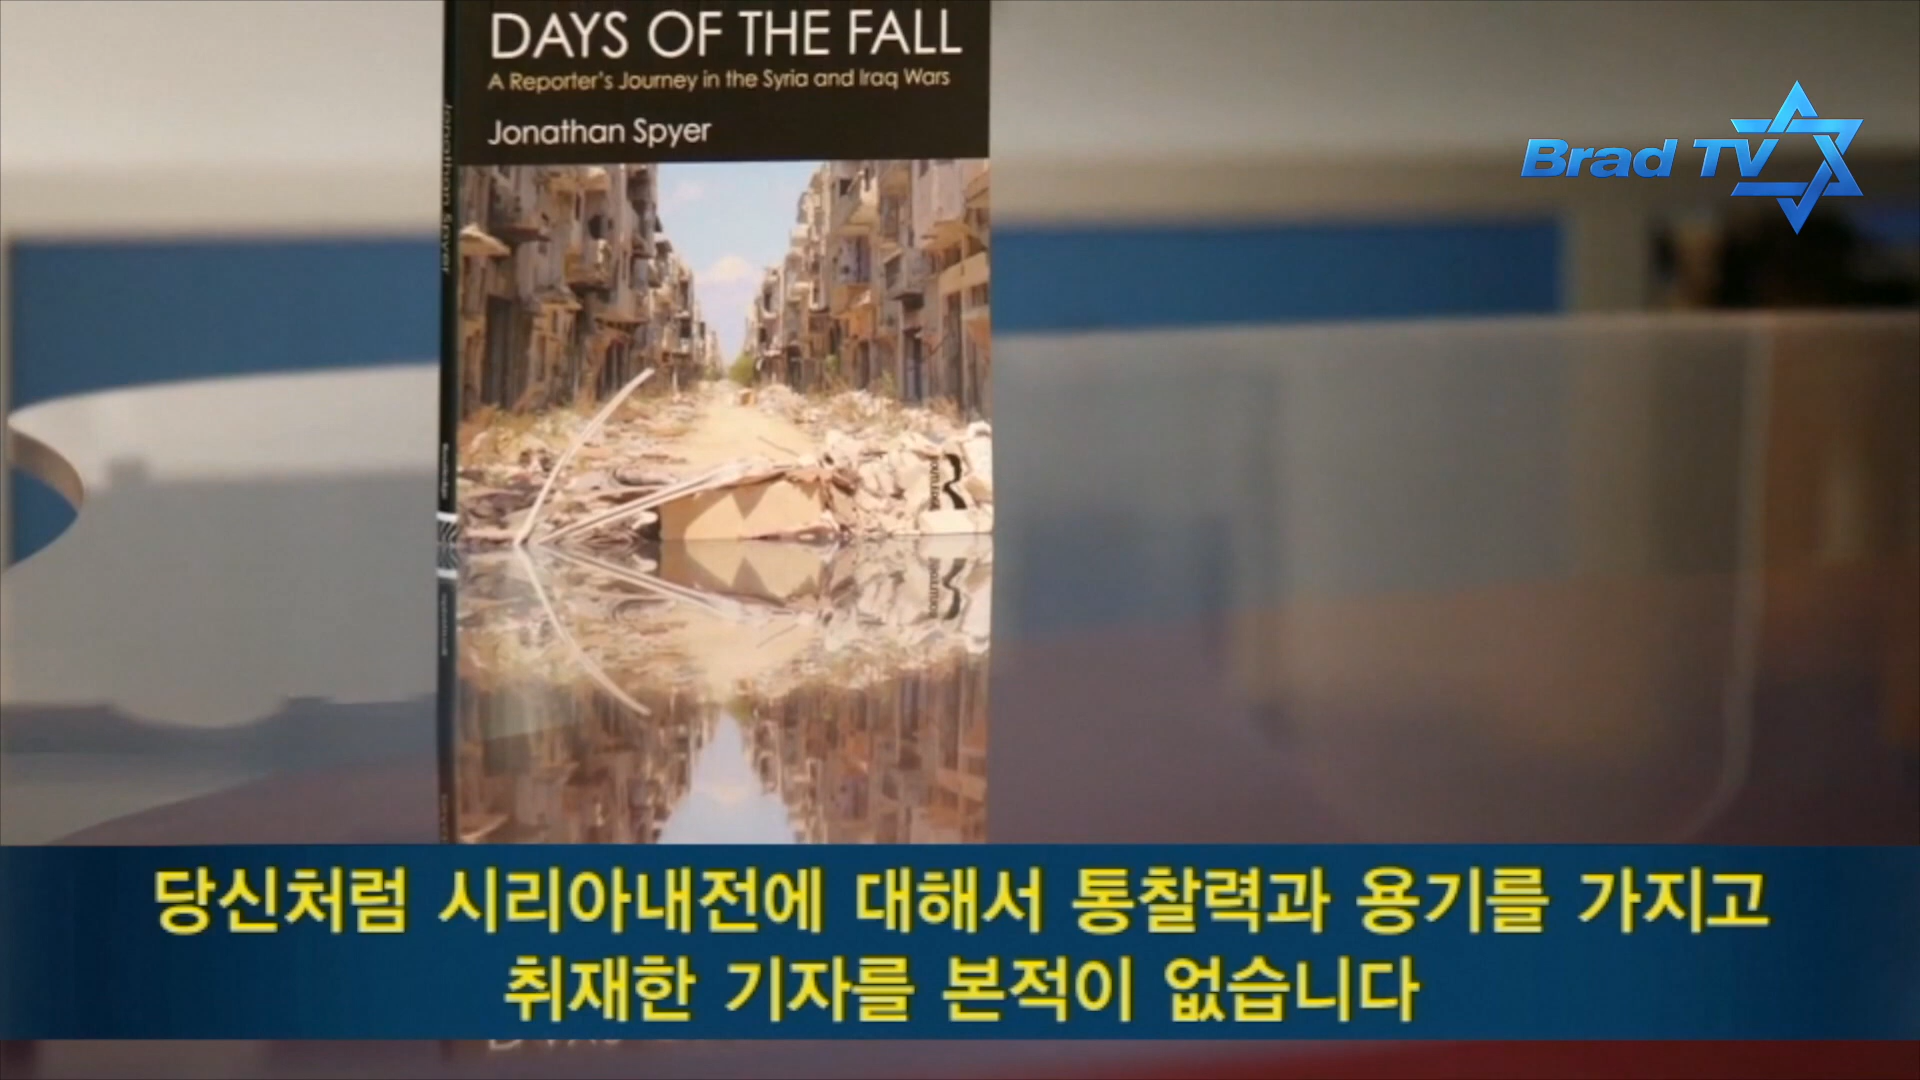 DAYS OF THE FALL
A Reporter's Journey in the Syria and Iraq Wars
Jonathan Spyer
Jonathan Spyer
Brad TV
당신처럼 시리아내전에 대해서 통찰력과 용기를 가지고
취재한 기자를 본적이 없습니다